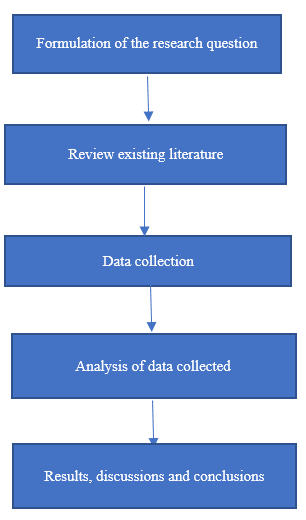 Formulation of the research question
Review existing literature
Data collection
Analysis of data collected
Results, discussions and conclusions